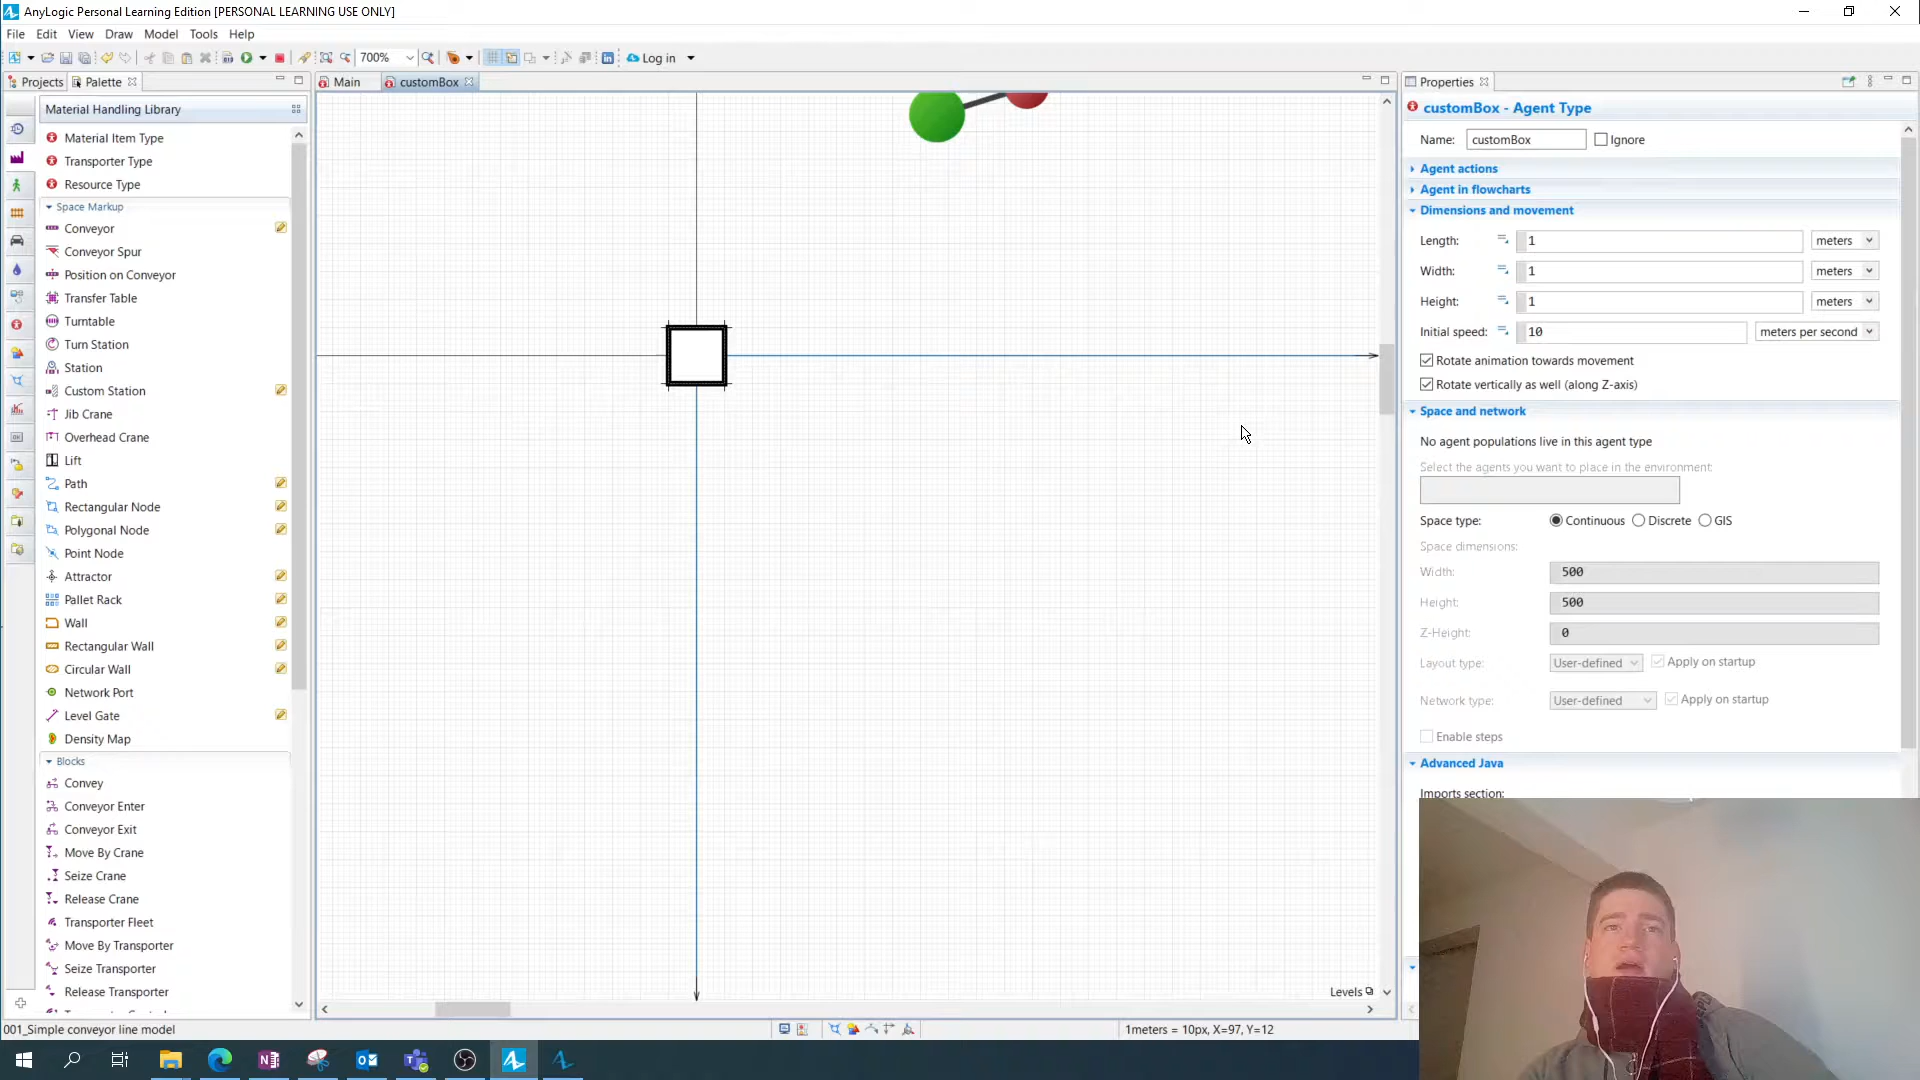 AnyLogic Personal Learning Edition [PERSONAL LEARNING USE ONLY]
File Edit View Draw Model Tools Help
700% Log in
Projects Palette Main customBox Properties
Material Handling Library
Material Item Type
Transporter Type
Resource Type
Space Markup
Conveyor
Conveyor Spur
Position on Conveyor
Transfer Table
Turntable
Turn Station
Station
Custom Station
Jib Crane
Overhead Crane
Lift
Path
Rectangular Node
Polygonal Node
Point Node
Attractor
Pallet Rack
Wall
Rectangular Wall
Circular Wall
Network Port
Level Gate
Density Map
Blocks
Convey
Conveyor Enter
Conveyor Exit
Move By Crane
Seize Crane
Release Crane
Transporter Fleet
Move By Transporter
Seize Transporter
Release Transporter
Levels
customBox - Agent Type
Name: customBox Ignore
Agent actions
Agent in flowcharts
Dimensions and movement
Length: 1 meters
Width: 1 meters
Height: 1 meters
Initial speed: 10 meters per second
Rotate animation towards movement
Rotate vertically as well (along Z-axis)
Space and network
No agent populations live in this agent type
Select the agents you want to place in the environment:
Space type: Continuous Discrete GIS
Space dimensions:
Width: 500
Height: 500
Z-Height: 0
Layout type: User-defined Apply on startup
Network type: User-defined Apply on startup
Enable steps
Advanced Java
Imports section:
001_Simple conveyor line model
1meters = 10px, X=97, Y=12